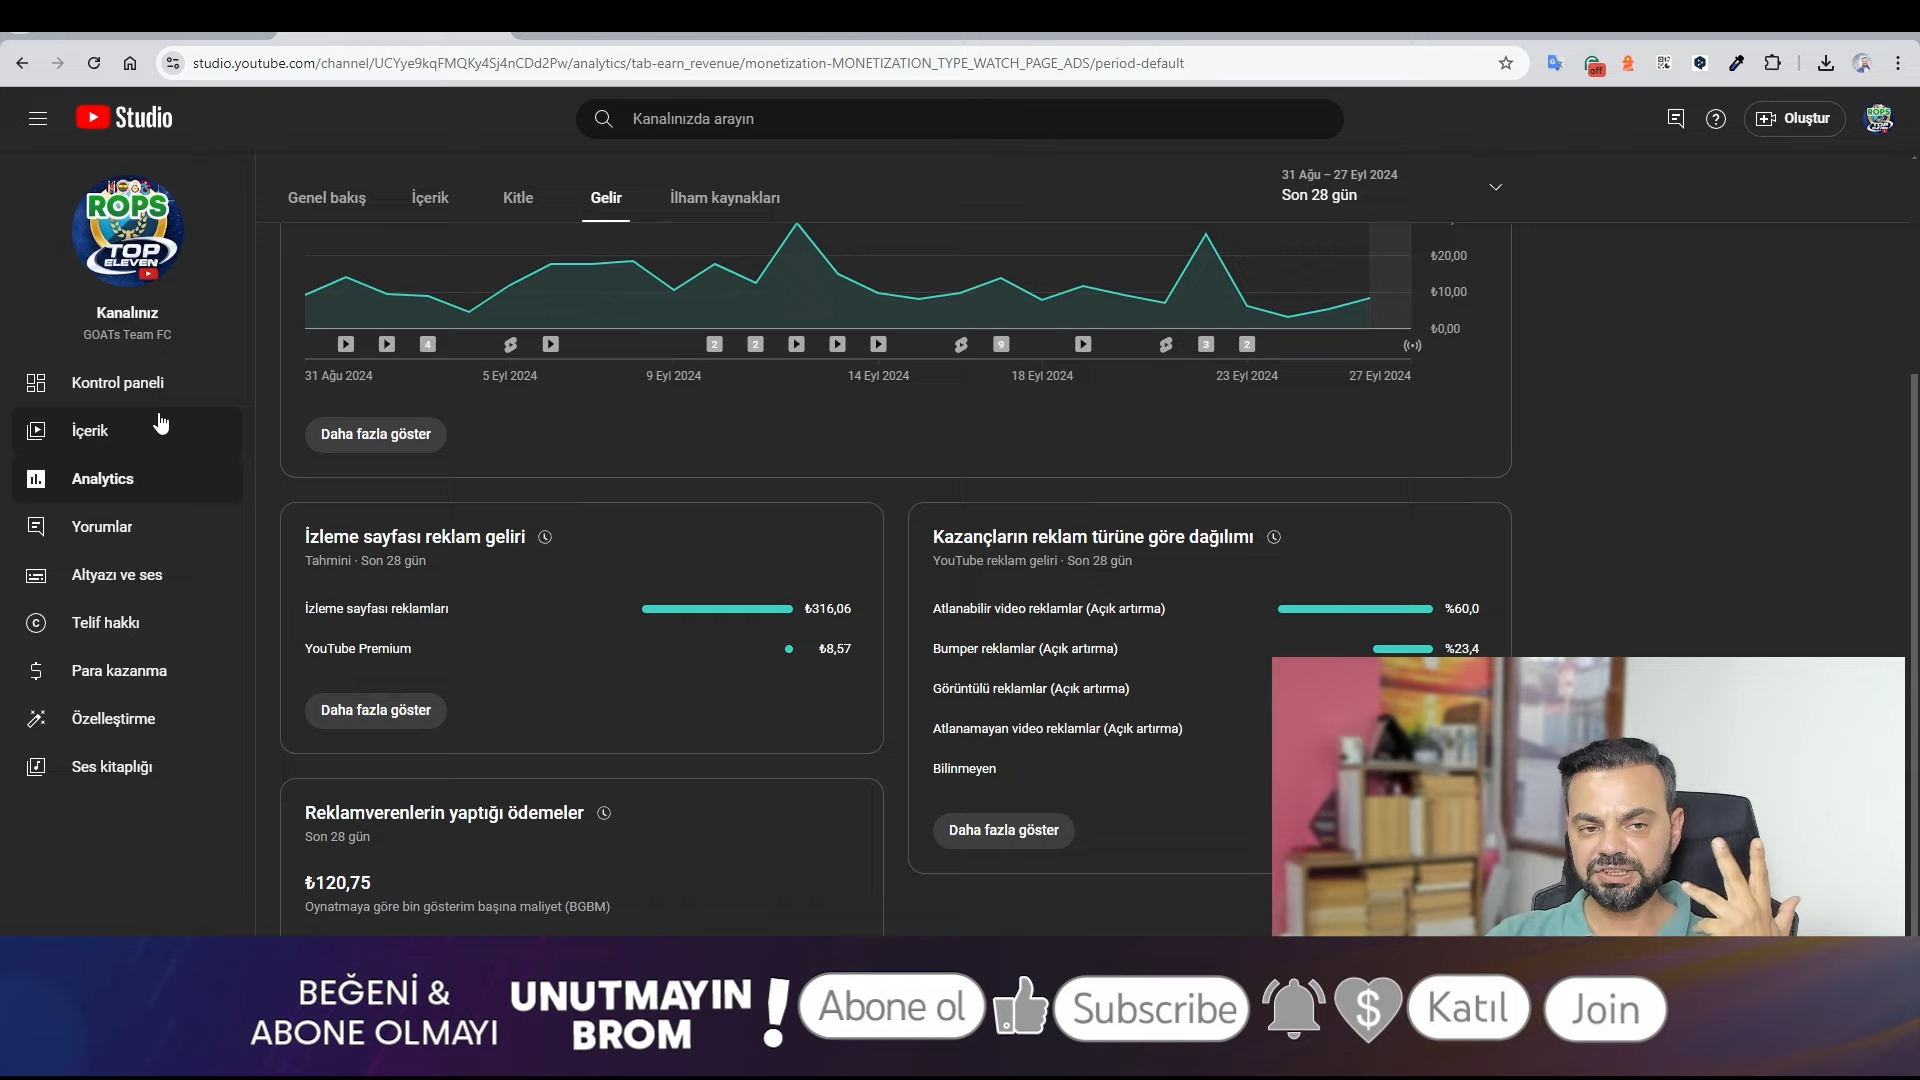 studio.youtube.com/channel/UCYye9kqFMQKy4Sj4nCDd2Pw/analytics/tab-earn_revenue/monetization-MONETIZATION_TYPE_WATCH_PAGE_ADS/period-default
off
Studio
Kanalınızda arayın
Oluştur
ROPS
TOP
ELEVEN
Kanalınız
GOATs Team FC
Kontrol paneli
İçerik
Analytics
Yorumlar
Altyazı ve ses
Telif hakkı
Para kazanma
Özelleştirme
Ses kitaplığı
Genel bakış
İçerik
Kitle
Gelir
İlham kaynakları
31 Ağu – 27 Eyl 2024
Son 28 gün
₺20,00
₺10,00
₺0,00
4
2
2
9
3
2
31 Ağu 2024
5 Eyl 2024
9 Eyl 2024
14 Eyl 2024
18 Eyl 2024
23 Eyl 2024
27 Eyl 2024
Daha fazla göster
İzleme sayfası reklam geliri
Tahmini · Son 28 gün
İzleme sayfası reklamları ₺316,06
YouTube Premium ₺8,57
Daha fazla göster
Kazançların reklam türüne göre dağılımı
YouTube reklam geliri · Son 28 gün
Atlanabilir video reklamlar (Açık artırma) %60,0
Bumper reklamlar (Açık artırma) %23,4
Görüntülü reklamlar (Açık artırma)
Atlanamayan video reklamlar (Açık artırma)
Bilinmeyen
Daha fazla göster
Reklamverenlerin yaptığı ödemeler
Son 28 gün
₺120,75
Oynatmaya göre bin gösterim başına maliyet (BGBM)
BEĞENİ &
ABONE OLMAYI
UNUTMAYIN
BROM
!
Abone ol
Subscribe
$
Katıl
Join